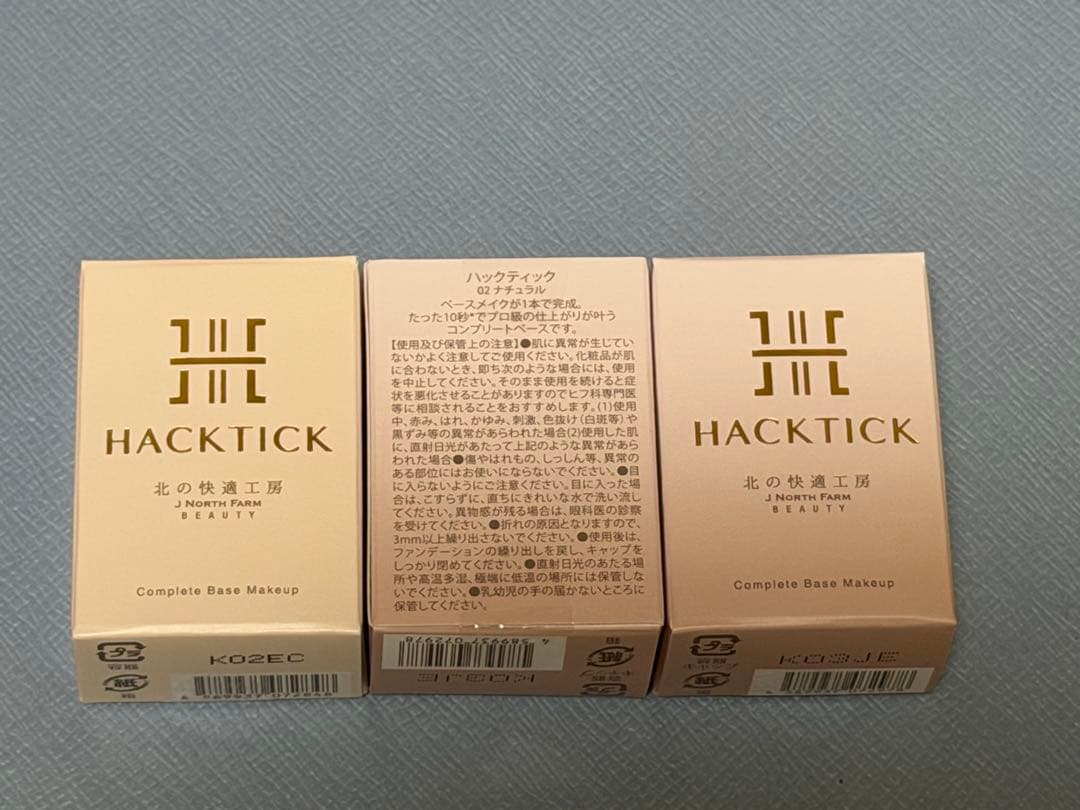 HACKTICK
北の快適工房
J NORTH FARM
BEAUTY
Complete Base Makeup
K02EC
ハックティック
02 ナチュラル
ベースメイクが1本で完成。
たった10秒*でプロ級の仕上がりが叶う
コンプリートベースです。
【使用及び保管上の注意】●肌に異常が生じてい
ないかよく注意してご使用ください。化粧品が肌
に合わないとき、即ち次のような場合には、使用
を中止してください。そのまま使用を続けると症
状を悪化させることがありますのでヒフ科専門医
等に相談されることをおすすめします。(1)使用
中、赤み、はれ、かゆみ、刺激、色抜け(白斑等)や
黒ずみ等の異常があらわれた場合(2)使用した肌
に、直射日光があたって上記のような異常があら
われた場合●傷やはれもの、しっしん等、異常の
ある部位にはお使いにならないでください。●目
に入らないようにご注意ください。目に入った場
合は、こすらずに、直ちにきれいな水で洗い流し
てください。異物感が残る場合は、眼科医の診察
を受けてください。●折れの原因となりますので、
3mm以上繰り出さないでください。●使用後は、
ファンデーションの繰り出しを戻し、キャップを
しっかり閉めてください。●直射日光のあたる場
所や高温多湿、極端に低温の場所には保管しな
いでください。●乳幼児の手の届かないところに
保管してください。
4 589937 072978
紙
箱
プラ
HACKTICK
北の快適工房
J NORTH FARM
BEAUTY
Complete Base Makeup
プラ
紙